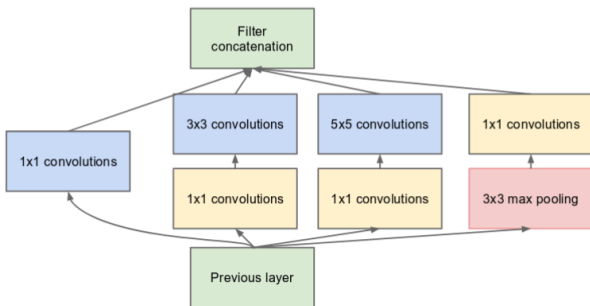 Filter
concatenation
3x3 convolutions
5x5 convolutions
1x1 convolutions
1x1 convolutions
1x1 convolutions
1x1 convolutions
3x3 max pooling
Previous layer